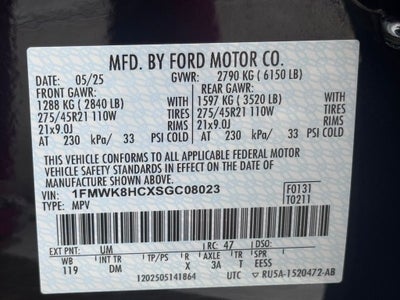 MFD. BY FORD MOTOR CO.
DATE: 05/25 GVWR: 2790 KG ( 6150 LB)
FRONT GAWR: REAR GAWR:
1288 KG ( 2840 LB) 1597 KG ( 3520 LB)
275/45R21 110W TIRES 275/45R21 110W
21x9.0J RIMS 21x9.0J
AT 230 kPa/ 33 PSI COLD AT 230 kPa/ 33 PSI COLD
THIS VEHICLE CONFORMS TO ALL APPLICABLE FEDERAL MOTOR
VEHICLE SAFETY STANDARDS IN EFFECT ON THE DATE OF
MANUFACTURE SHOWN ABOVE.
VIN: 1FMWK8HCXSGC08023 F0131
TYPE: MPV T0211
EXT PNT: UM RC: 47 DSO:
WB INT TR TP/PS R AXLE TR SPR
119 DM X 3A T EESS
1202505141864 UTC RU5A-1520472-AB